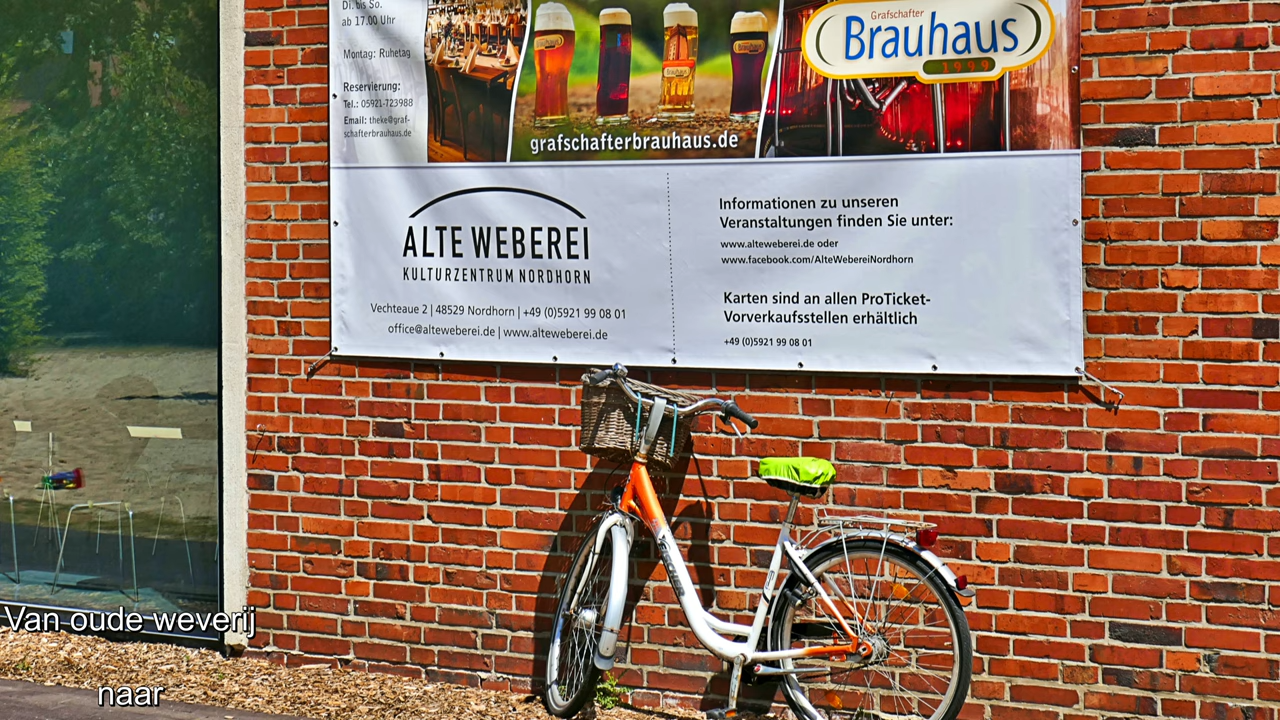 Di. bis So.
ab 17.00 Uhr
Montag: Ruhetag
Reservierung:
Tel.: 05921-723988
Email: theke@graf-
schafterbrauhaus.de
grafschafterbrauhaus.de
Grafschafter
Brauhaus
1999
ALTE WEBEREI
KULTURZENTRUM NORDHORN
Vechteaue 2 | 48529 Nordhorn | +49 (0)5921 99 08 01
office@alteweberei.de | www.alteweberei.de
Informationen zu unseren
Veranstaltungen finden Sie unter:
www.alteweberei.de oder
www.facebook.com/AlteWebereiNordhorn
Karten sind an allen ProTicket-
Vorverkaufsstellen erhältlich
+49 (0)5921 99 08 01
Van oude weverij
naar